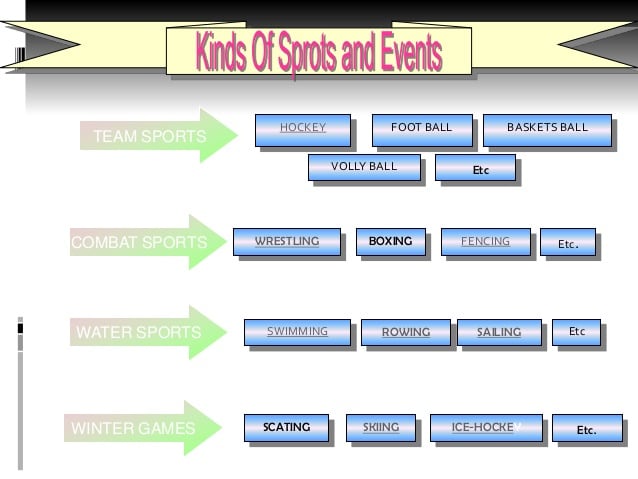 Kinds Of Sprots and Events
TEAM SPORTS
HOCKEY
FOOT BALL
BASKETS BALL
VOLLY BALL
Etc
COMBAT SPORTS
WRESTLING
BOXING
FENCING
Etc.
WATER SPORTS
SWIMMING
ROWING
SAILING
Etc
WINTER GAMES
SCATING
SKIING
ICE-HOCKEY
Etc.